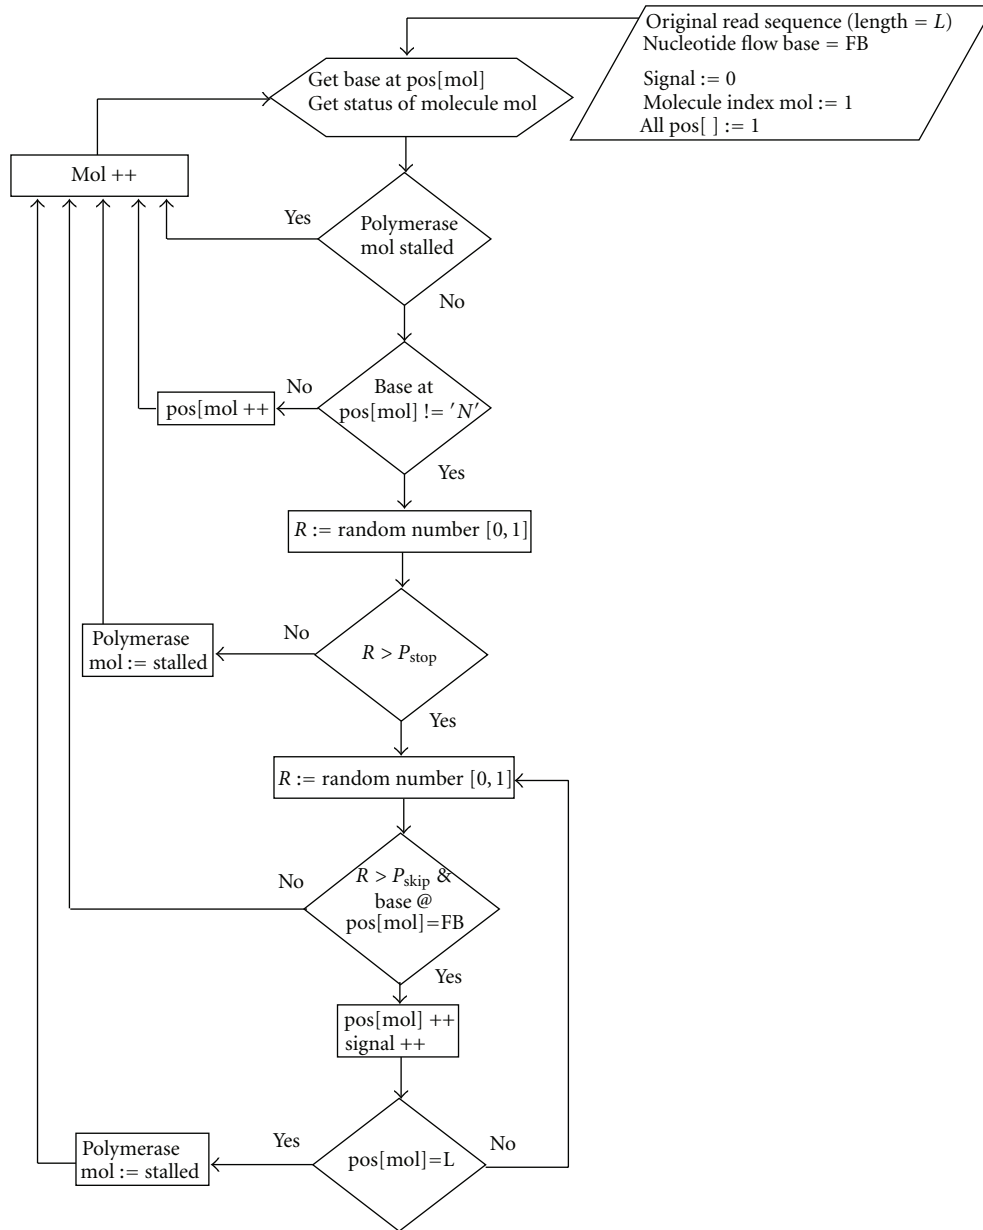 Original read sequence (length = L)
Nucleotide flow base = FB
Signal := 0
Molecule index mol := 1
All pos[ ] := 1
Get base at pos[mol]
Get status of molecule mol
Mol ++
Yes
Polymerase
mol stalled
No
No
Base at
pos[mol] != 'N'
pos[mol ++
Yes
R := random number [0, 1]
No
Polymerase
mol := stalled
R > Pstop
Yes
R := random number [0, 1]
No
R > Pskip &
base @
pos[mol]=FB
Yes
pos[mol] ++
signal ++
Polymerase
mol := stalled
Yes
pos[mol]=L
No